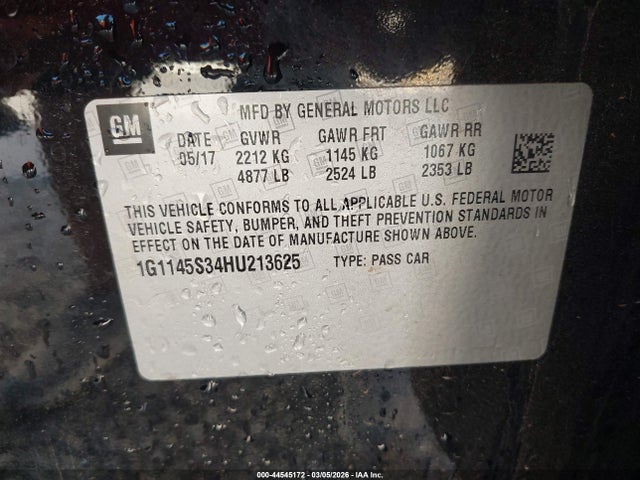 GM MFD BY GENERAL MOTORS LLC
DATE GVWR GAWR FRT GAWR RR
05/17 2212 KG 1145 KG 1067 KG
4877 LB 2524 LB 2353 LB
THIS VEHICLE CONFORMS TO ALL APPLICABLE U.S. FEDERAL MOTOR
VEHICLE SAFETY, BUMPER, AND THEFT PREVENTION STANDARDS IN
EFFECT ON THE DATE OF MANUFACTURE SHOWN ABOVE.
1G1145S34HU213625 TYPE: PASS CAR
000-44545172 — 03/05/2026 — IAA Inc.